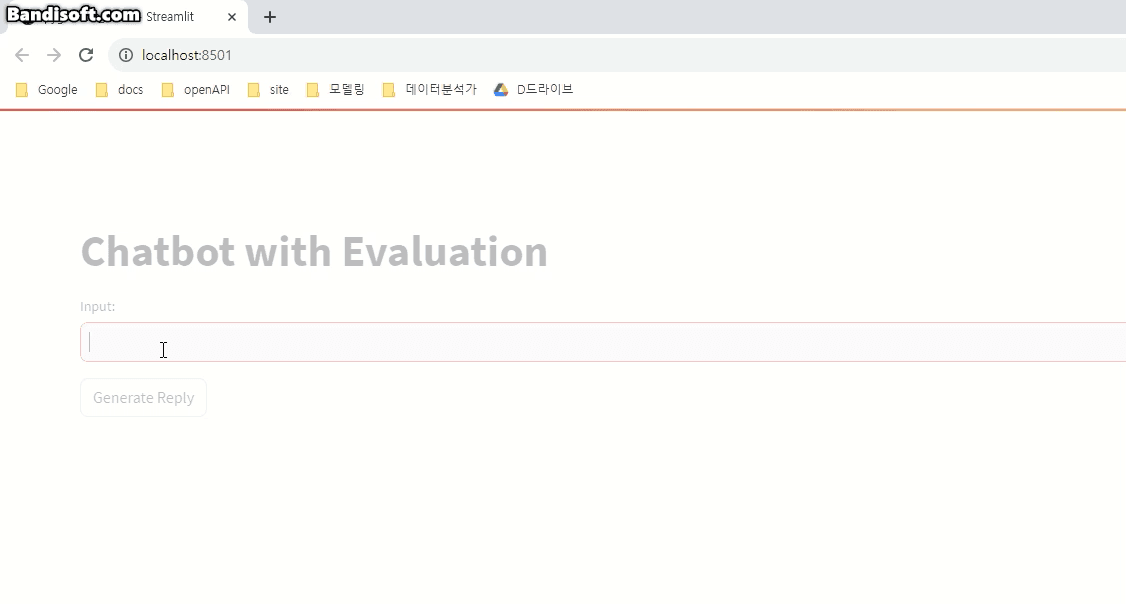 Bandisoft.com
Streamlit
localhost:8501
Google docs openAPI site 모델링 데이터분석가 D드라이브
Chatbot with Evaluation
Input:
Generate Reply